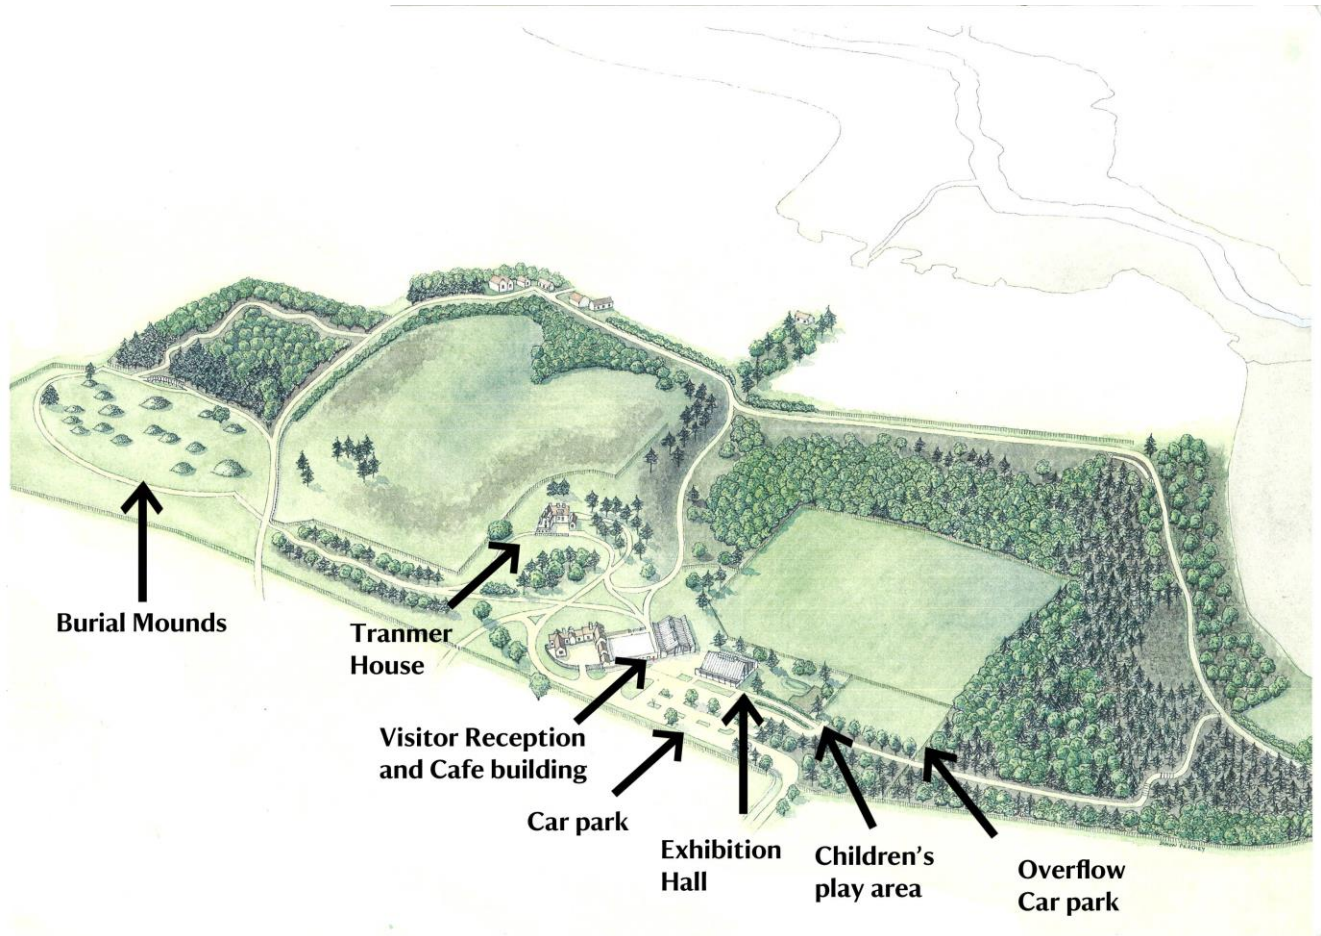 Burial Mounds
Tranmer
House
Visitor Reception
and Cafe building
Car park
Exhibition
Hall
Children's
play area
Overflow
Car park